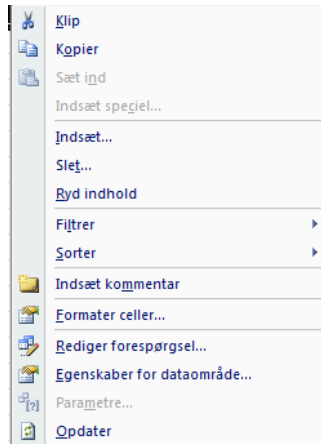 Klip
Kopier
Sæt ind
Indsæt speciel...
Indsæt...
Slet...
Ryd indhold
Filtrer
Sorter
Indsæt kommentar
Formater celler...
Rediger forespørgsel...
Egenskaber for dataområde...
Parametre...
Opdater